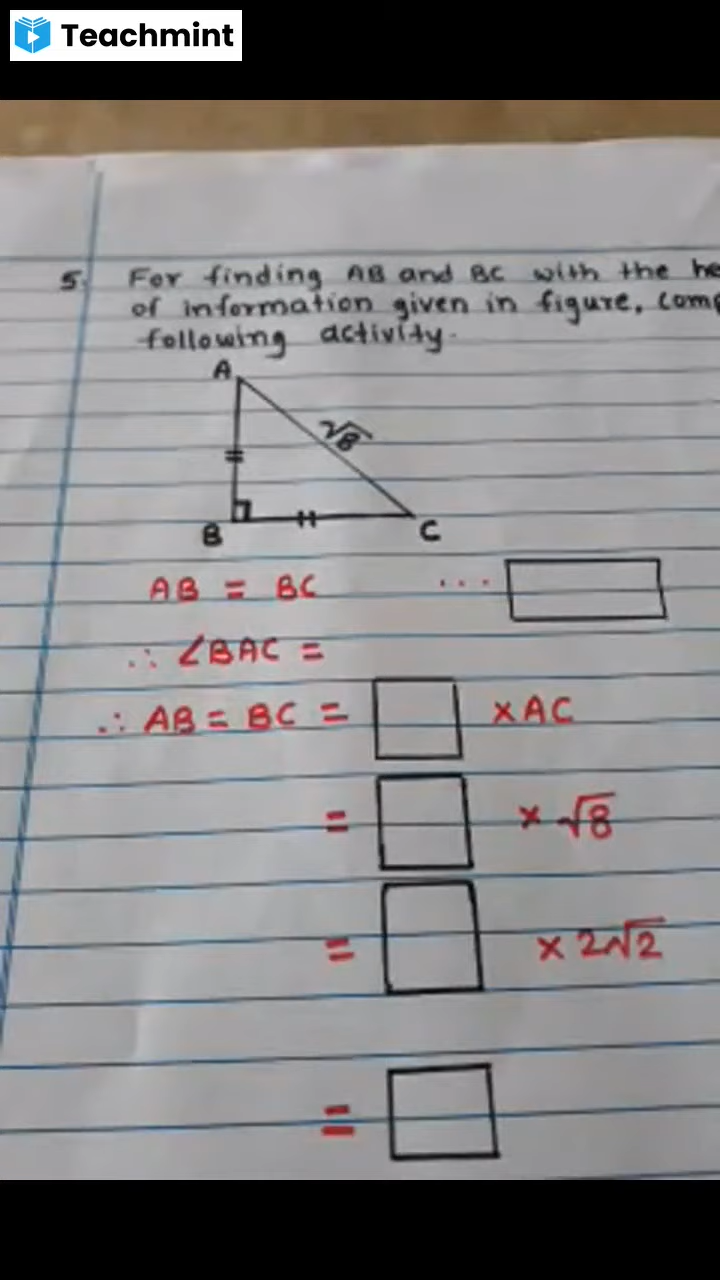 Teachmint
5. For finding AB and BC with the he
of information given in figure, comp
following activity.
A
√8
B
C
AB = BC ...
∴ ∠BAC =
∴ AB = BC = × AC
= × √8
= × 2√2
=